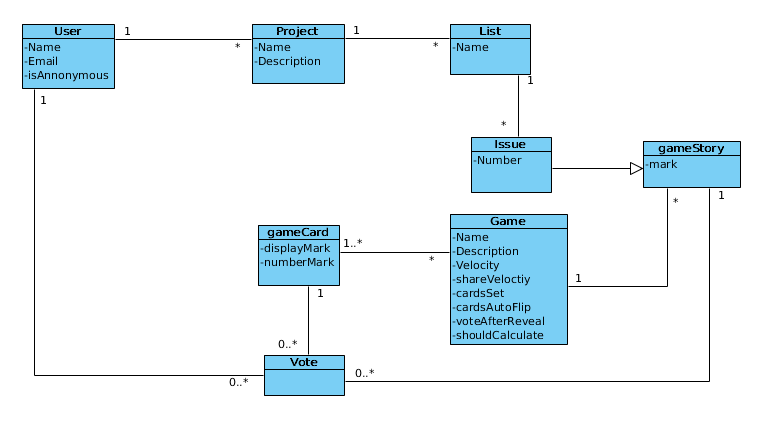 User
-Name
-Email
-isAnnonymous
1
*
Project
-Name
-Description
1
*
List
-Name
1
*
Issue
-Number
gameStory
-mark
*
1
1
gameCard
-displayMark
-numberMark
1..*
*
Game
-Name
-Description
-Velocity
-shareVeloctiy
-cardsSet
-cardsAutoFlip
-voteAfterReveal
-shouldCalculate
1
1
0..*
Vote
0..*
0..*